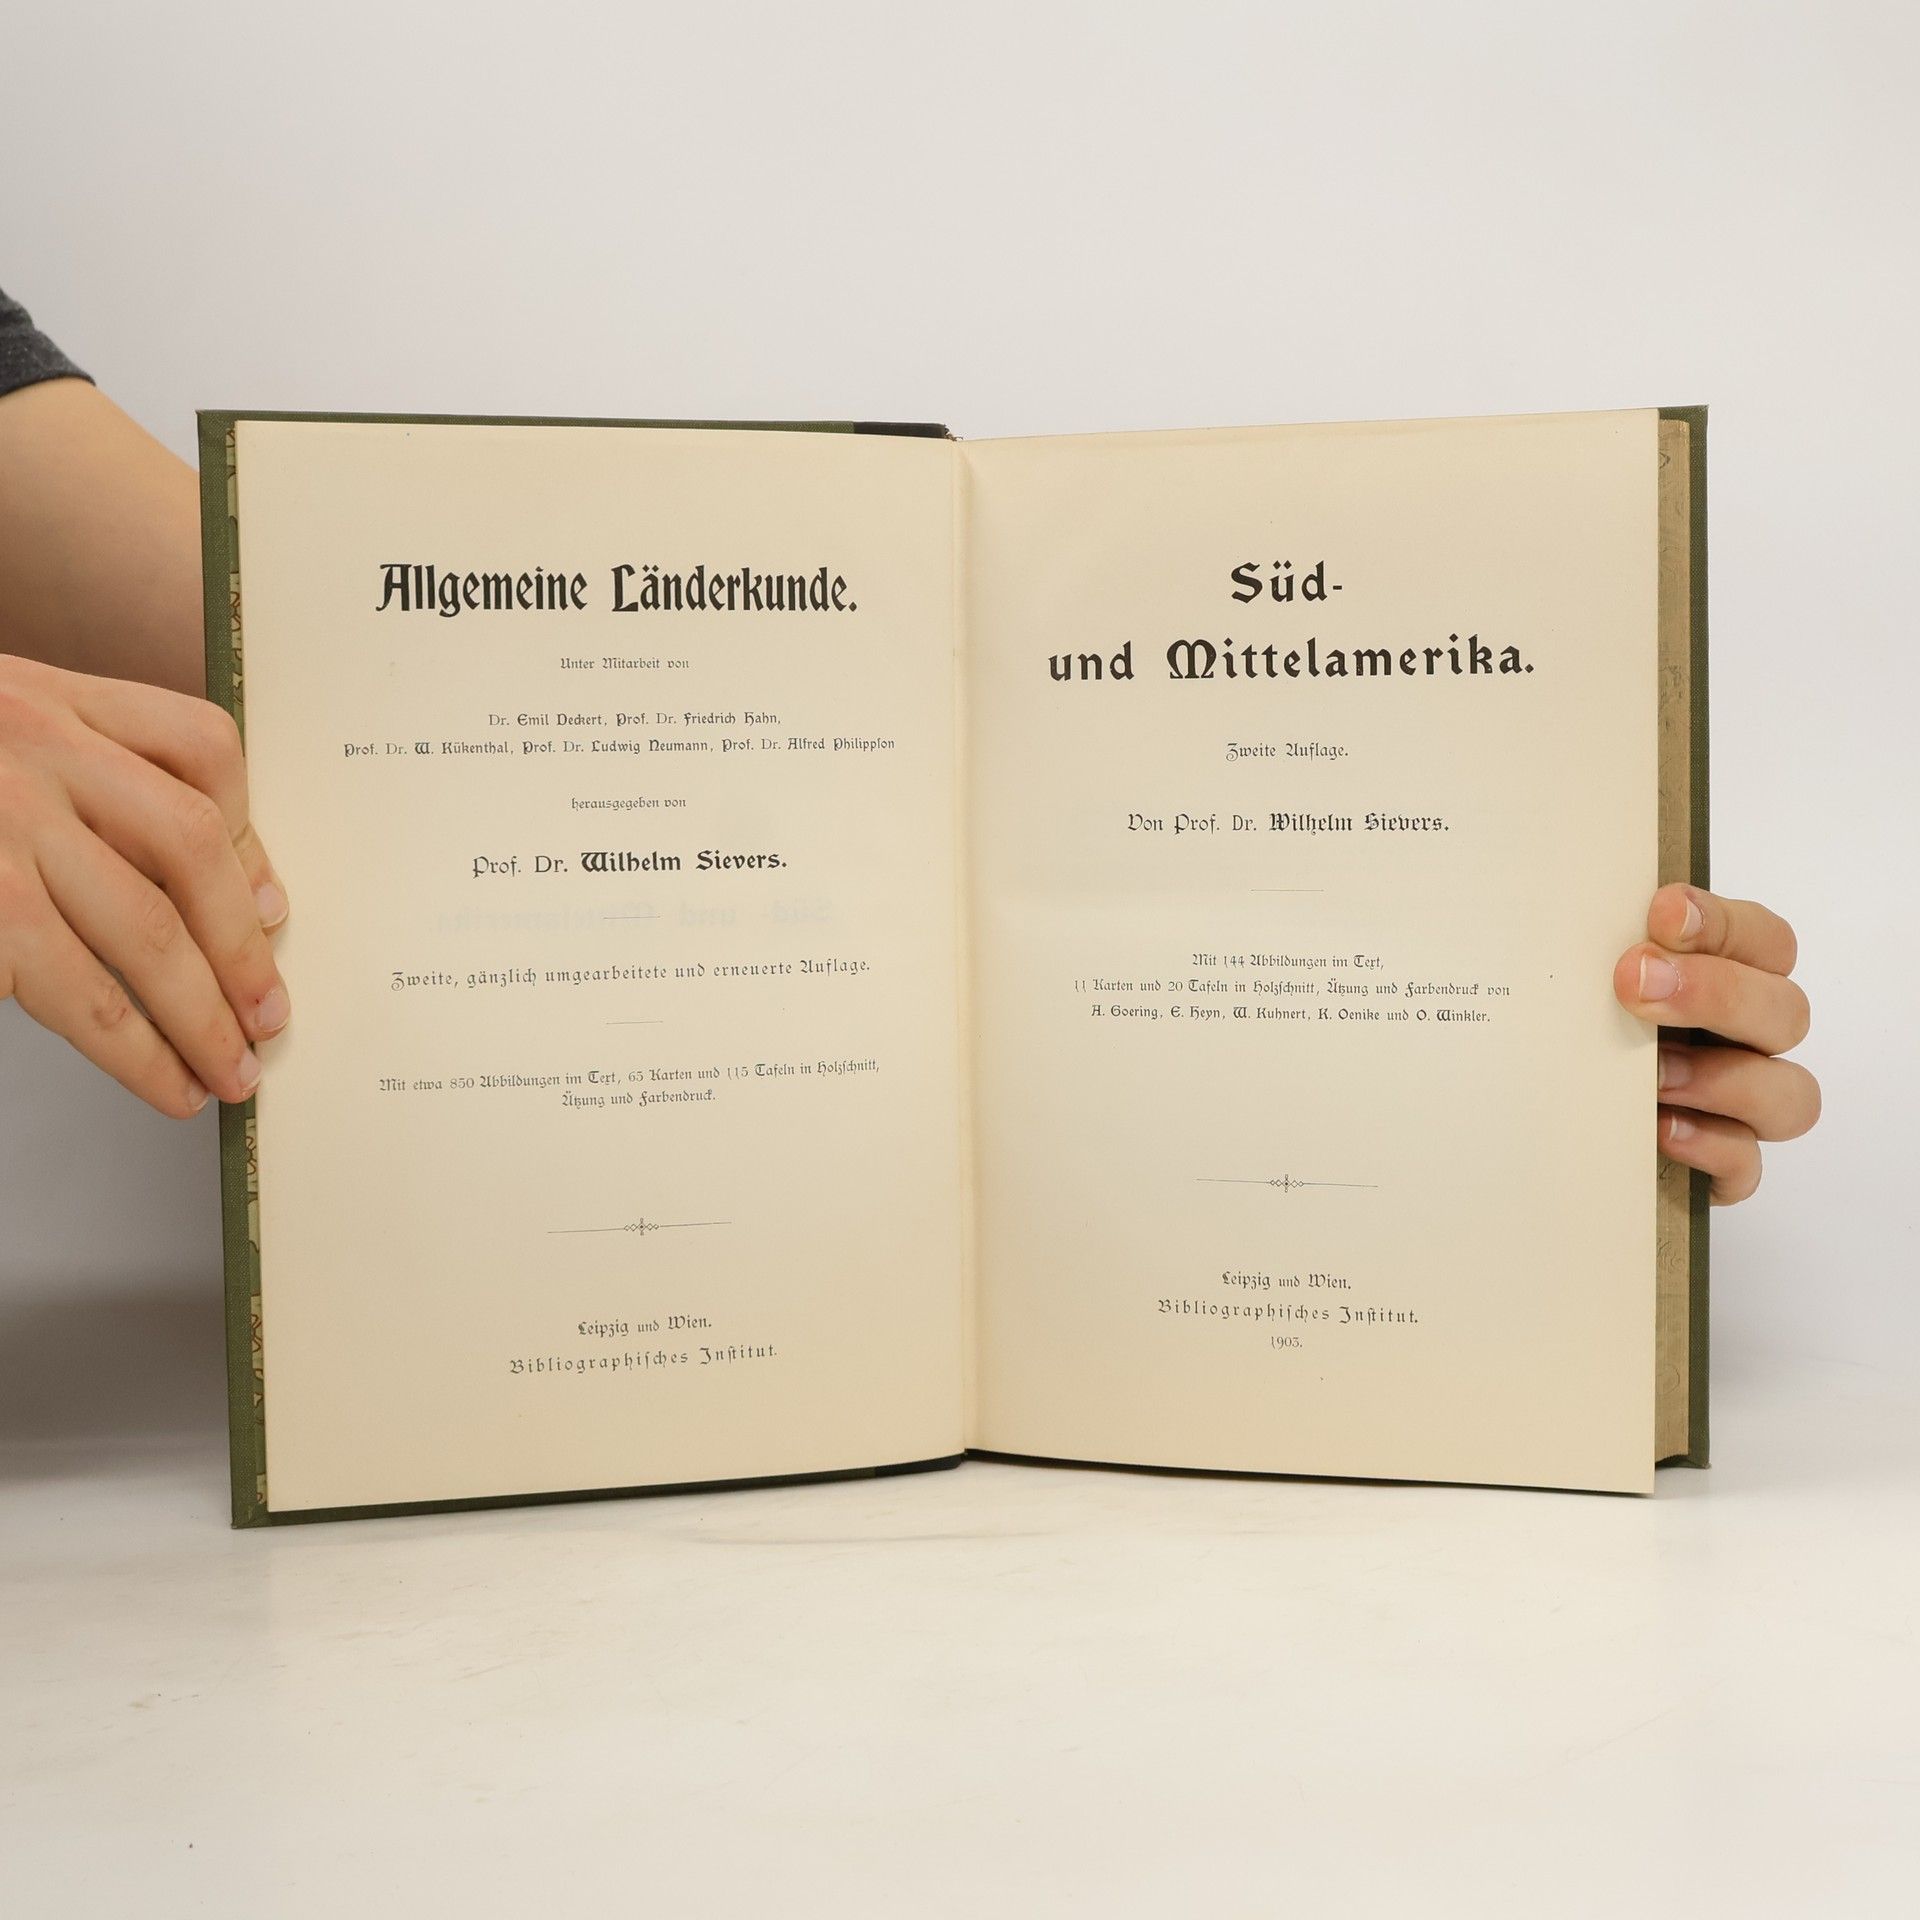 Allgemeine Länderkunde.
Unter Mitarbeit von
Dr. Emil Deckert, Prof. Dr. Friedrich Hahn,
Prof. Dr. W. Kükenthal, Prof. Dr. Ludwig Neumann, Prof. Dr. Alfred Philippſon
herausgegeben von
Prof. Dr. Wilhelm Sievers.
Zweite, gänzlich umgearbeitete und erneuerte Auflage.
Mit etwa 850 Abbildungen im Text, 65 Karten und 115 Tafeln in Holzſchnitt,
Ätzung und Farbendruck.
Leipzig und Wien.
Bibliographiſches Inſtitut.
Süd-
und Mittelamerika.
Zweite Auflage.
Von Prof. Dr. Wilhelm Sievers.
Mit 144 Abbildungen im Text,
11 Karten und 20 Tafeln in Holzſchnitt, Ätzung und Farbendruck von
A. Goering, E. Heyn, W. Kuhnert, K. Oenike und O. Winkler.
Leipzig und Wien.
Bibliographiſches Inſtitut.
1903.